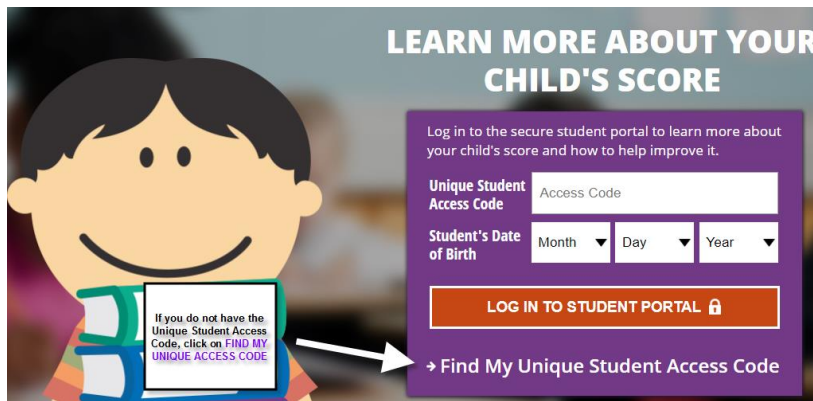 LEARN MORE ABOUT YOUR
CHILD'S SCORE
Log in to the secure student portal to learn more about
your child's score and how to help improve it.
Unique Student
Access Code
Access Code
Student's Date
of Birth
Month
Day
Year
LOG IN TO STUDENT PORTAL
Find My Unique Student Access Code
If you do not have the
Unique Student Access
Code, click on FIND MY
UNIQUE ACCESS CODE